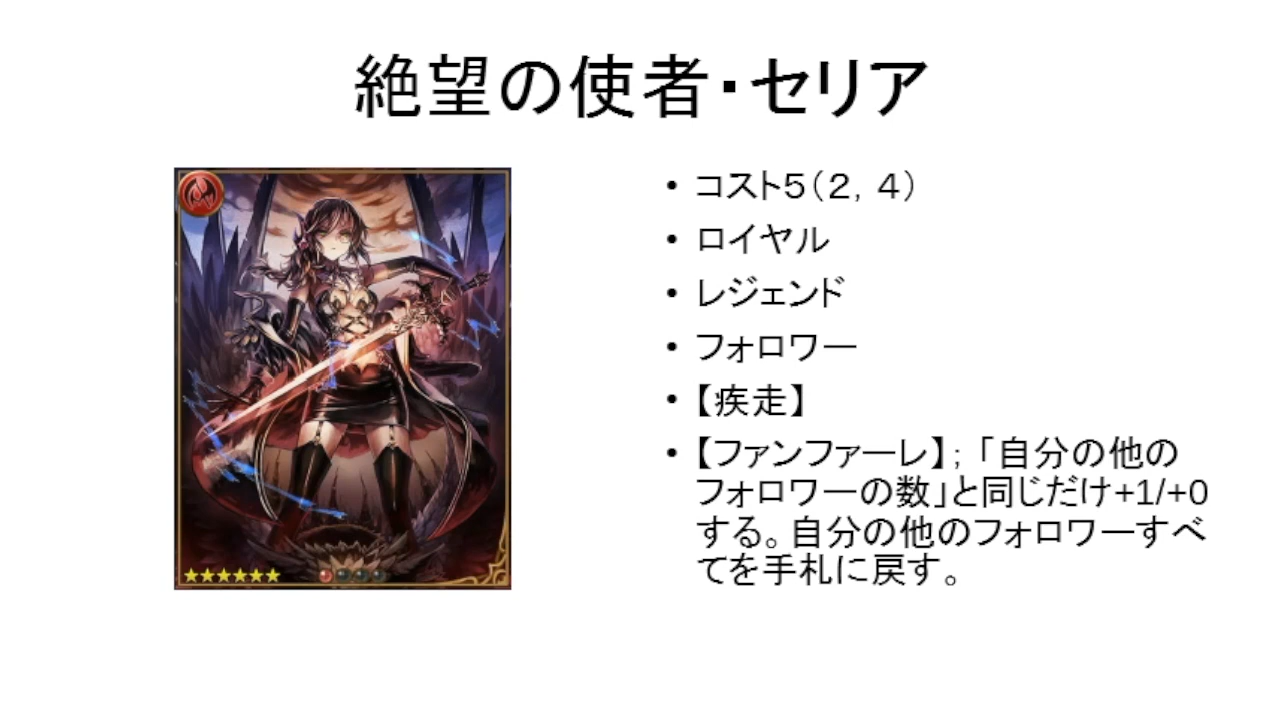 絶望の使者・セリア
• コスト5（2, 4）
• ロイヤル
• レジェンド
• フォロワー
• 【疾走】
• 【ファンファーレ】; 「自分の他の
フォロワーの数」と同じだけ+1/+0
する。自分の他のフォロワーすべ
てを手札に戻す。